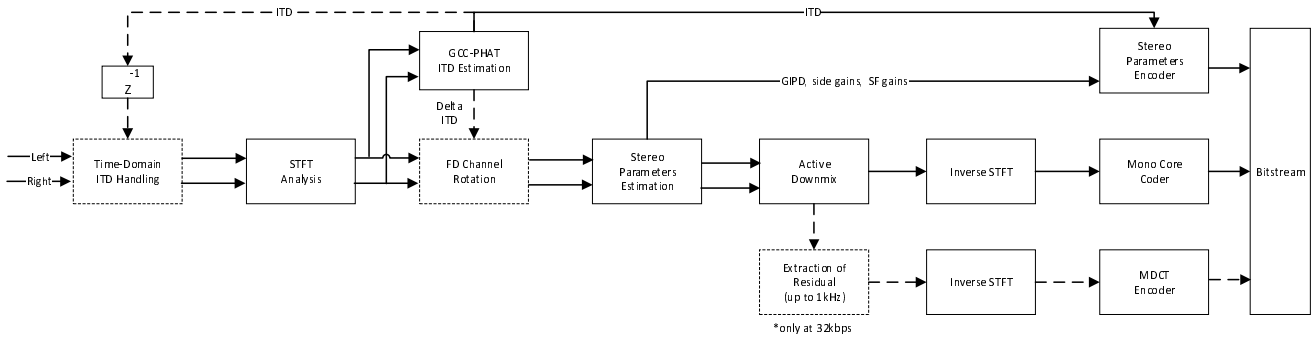 ITD
ITD
GCC-PHAT
ITD Estimation
Stereo
Parameters
Encoder
-1
Z
GIPD, side gains, SF gains
Delta
ITD
Left
Right
Time-Domain
ITD Handling
STFT
Analysis
FD Channel
Rotation
Stereo
Parameters
Estimation
Active
Downmix
Inverse STFT
Mono Core
Coder
Bitstream
Extraction of
Residual
(up to 1kHz)
Inverse STFT
MDCT
Encoder
*only at 32kbps